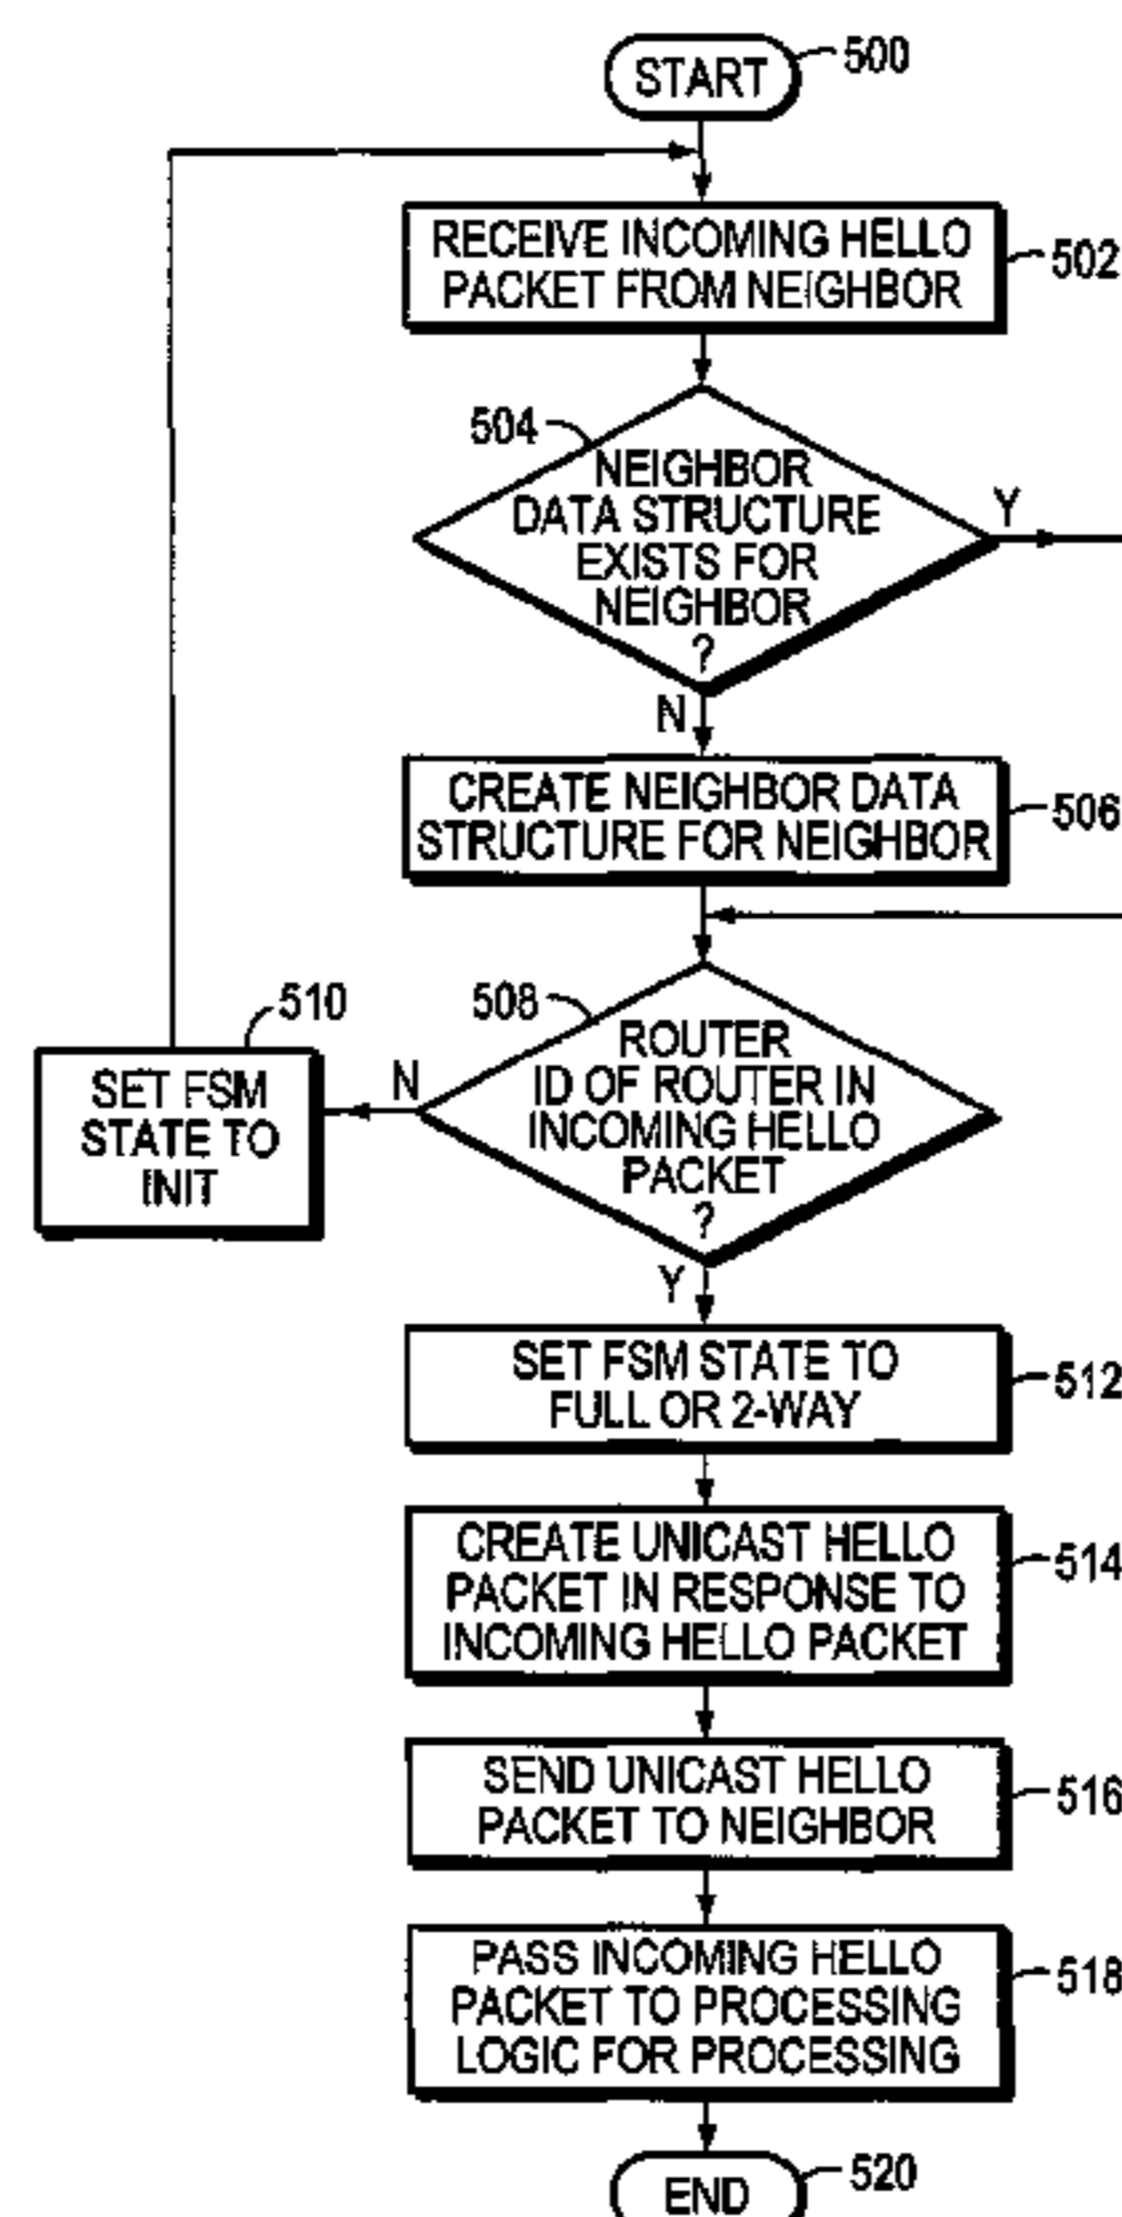 START
500
RECEIVE INCOMING HELLO
PACKET FROM NEIGHBOR
502
504
NEIGHBOR
DATA STRUCTURE
EXISTS FOR
NEIGHBOR
?
Y
N
CREATE NEIGHBOR DATA
STRUCTURE FOR NEIGHBOR
506
508
ROUTER
ID OF ROUTER IN
INCOMING HELLO
PACKET
?
N
510
SET FSM
STATE TO
INIT
Y
SET FSM STATE TO
FULL OR 2-WAY
512
CREATE UNICAST HELLO
PACKET IN RESPONSE TO
INCOMING HELLO PACKET
514
SEND UNICAST HELLO
PACKET TO NEIGHBOR
516
PASS INCOMING HELLO
PACKET TO PROCESSING
LOGIC FOR PROCESSING
518
END
520